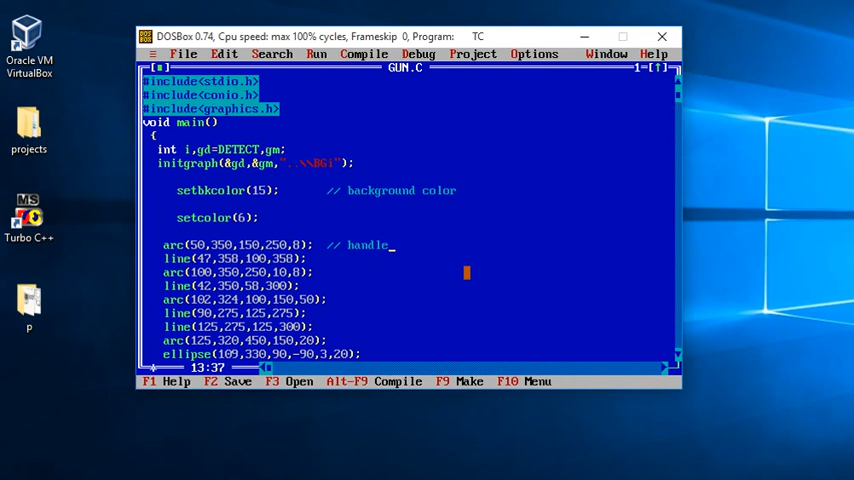 Oracle VM
VirtualBox
projects
MS
Turbo C++
p
DOSBox 0.74, Cpu speed: max 100% cycles, Frameskip 0, Program: TC
≡ File Edit Search Run Compile Debug Project Options Window Help
[■] GUN.C 1=[↑]
#include<stdio.h>
#include<conio.h>
#include<graphics.h>
void main()
{
int i,gd=DETECT,gm;
initgraph(&gd,&gm,"..\\BGi");
setbkcolor(15); // background color
setcolor(6);
arc(50,350,150,250,8); // handle_
line(47,358,100,358);
arc(100,350,250,10,8);
line(42,350,58,300);
arc(102,324,100,150,50);
line(90,275,125,275);
line(125,275,125,300);
arc(125,320,450,150,20);
ellipse(109,330,90,-90,3,20);
13:37
F1 Help F2 Save F3 Open Alt-F9 Compile F9 Make F10 Menu